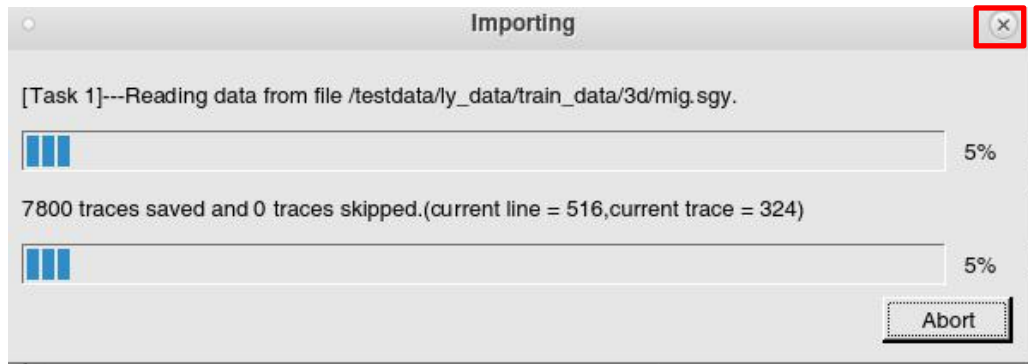 Importing
[Task 1]---Reading data from file /testdata/ly_data/train_data/3d/mig.sgy.
5%
7800 traces saved and 0 traces skipped.(current line = 516,current trace = 324)
5%
Abort